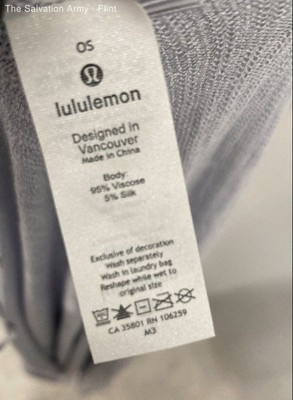 The Salvation Army - Flint
OS
lululemon
Designed in
Vancouver
Made in China
Body:
95% Viscose
5% Silk
Exclusive of decoration
Wash separately
Wash in laundry bag
Reshape while wet to
original size
CA 35801 RN 106259
M3